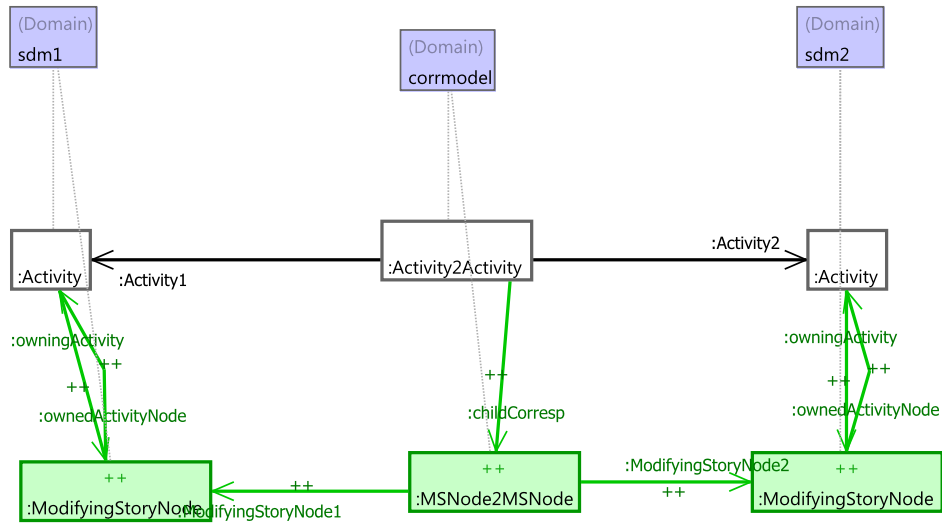 (Domain)
sdm1
(Domain)
corrmodel
(Domain)
sdm2
:Activity
:Activity1
:Activity2Activity
:Activity2
:Activity
:owningActivity
++
++
:ownedActivityNode
++
:childCorresp
:owningActivity
++
++
:ownedActivityNode
++
:ModifyingStoryNode
++
:ModifyingStoryNode1
++
:MSNode2MSNode
:ModifyingStoryNode2
++
++
:ModifyingStoryNode